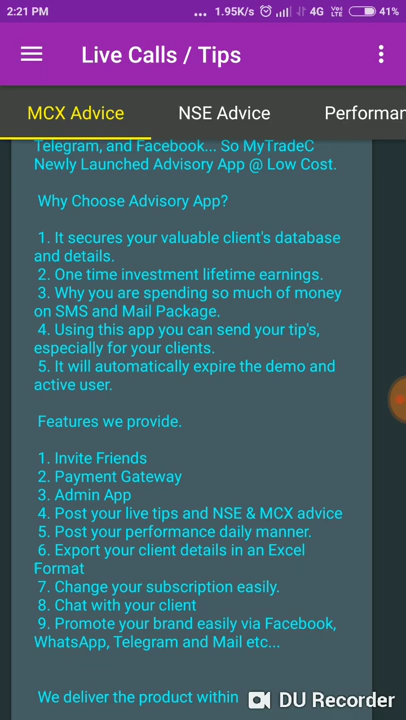 2:21 PM ... 1.95K/s 4G VoLTE 41%
Live Calls / Tips
MCX Advice NSE Advice Performan
Telegram, and Facebook... So MyTradeC
Newly Launched Advisory App @ Low Cost.
Why Choose Advisory App?
1. It secures your valuable client's database
and details.
2. One time investment lifetime earnings.
3. Why you are spending so much of money
on SMS and Mail Package.
4. Using this app you can send your tip's,
especially for your clients.
5. It will automatically expire the demo and
active user.
Features we provide.
1. Invite Friends
2. Payment Gateway
3. Admin App
4. Post your live tips and NSE & MCX advice
5. Post your performance daily manner.
6. Export your client details in an Excel
Format
7. Change your subscription easily.
8. Chat with your client
9. Promote your brand easily via Facebook,
WhatsApp, Telegram and Mail etc...
We deliver the product within
DU Recorder